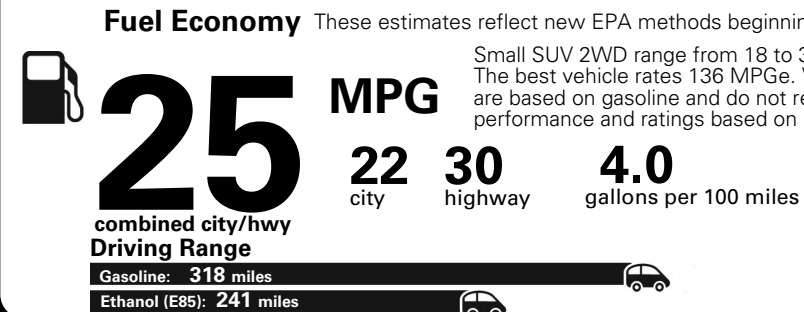 Fuel Economy These estimates reflect new EPA methods
Small SUV 2WD range from 18 to
The best vehicle rates 136 MPGe.
are based on gasoline and do not
performance and ratings based on
25 MPG
22 30 4.0
city highway gallons per 100 miles
combined city/hwy
Driving Range
Gasoline: 318 miles
Ethanol (E85): 241 miles